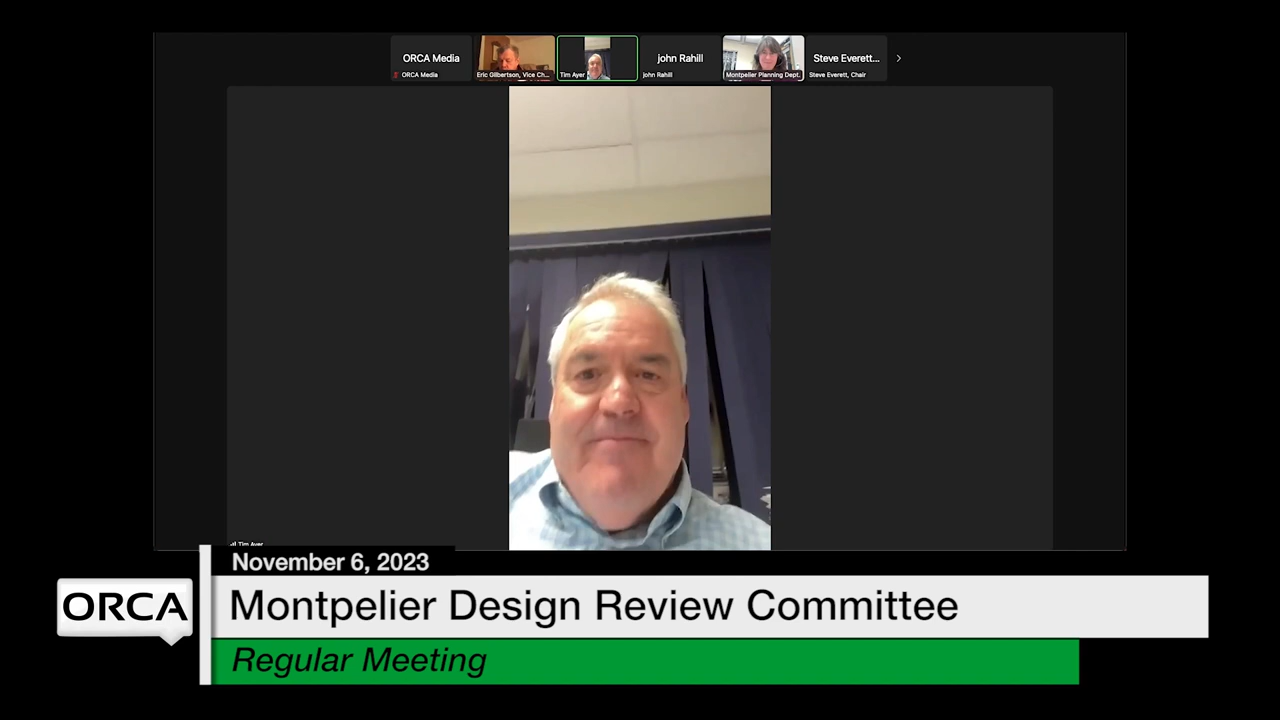 ORCA Media
john Rahill
Steve Everett...
ORCA Media
Eric Gilbertson, Vice Ch...
Tim Ayer
john Rahill
Montpelier Planning Dept.
Steve Everett, Chair
Tim Ayer
November 6, 2023
ORCA
Montpelier Design Review Committee
Regular Meeting